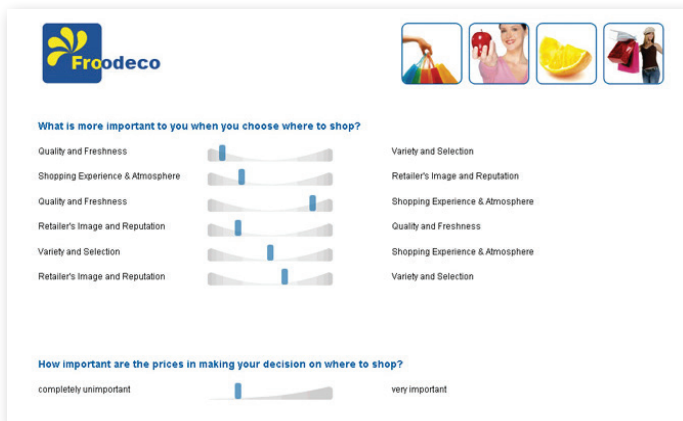 Froodeco
What is more important to you when you choose where to shop?
Quality and Freshness Variety and Selection
Shopping Experience & Atmosphere Retailer's Image and Reputation
Quality and Freshness Shopping Experience & Atmosphere
Retailer's Image and Reputation Quality and Freshness
Variety and Selection Shopping Experience & Atmosphere
Retailer's Image and Reputation Variety and Selection
How important are the prices in making your decision on where to shop?
completely unimportant very important